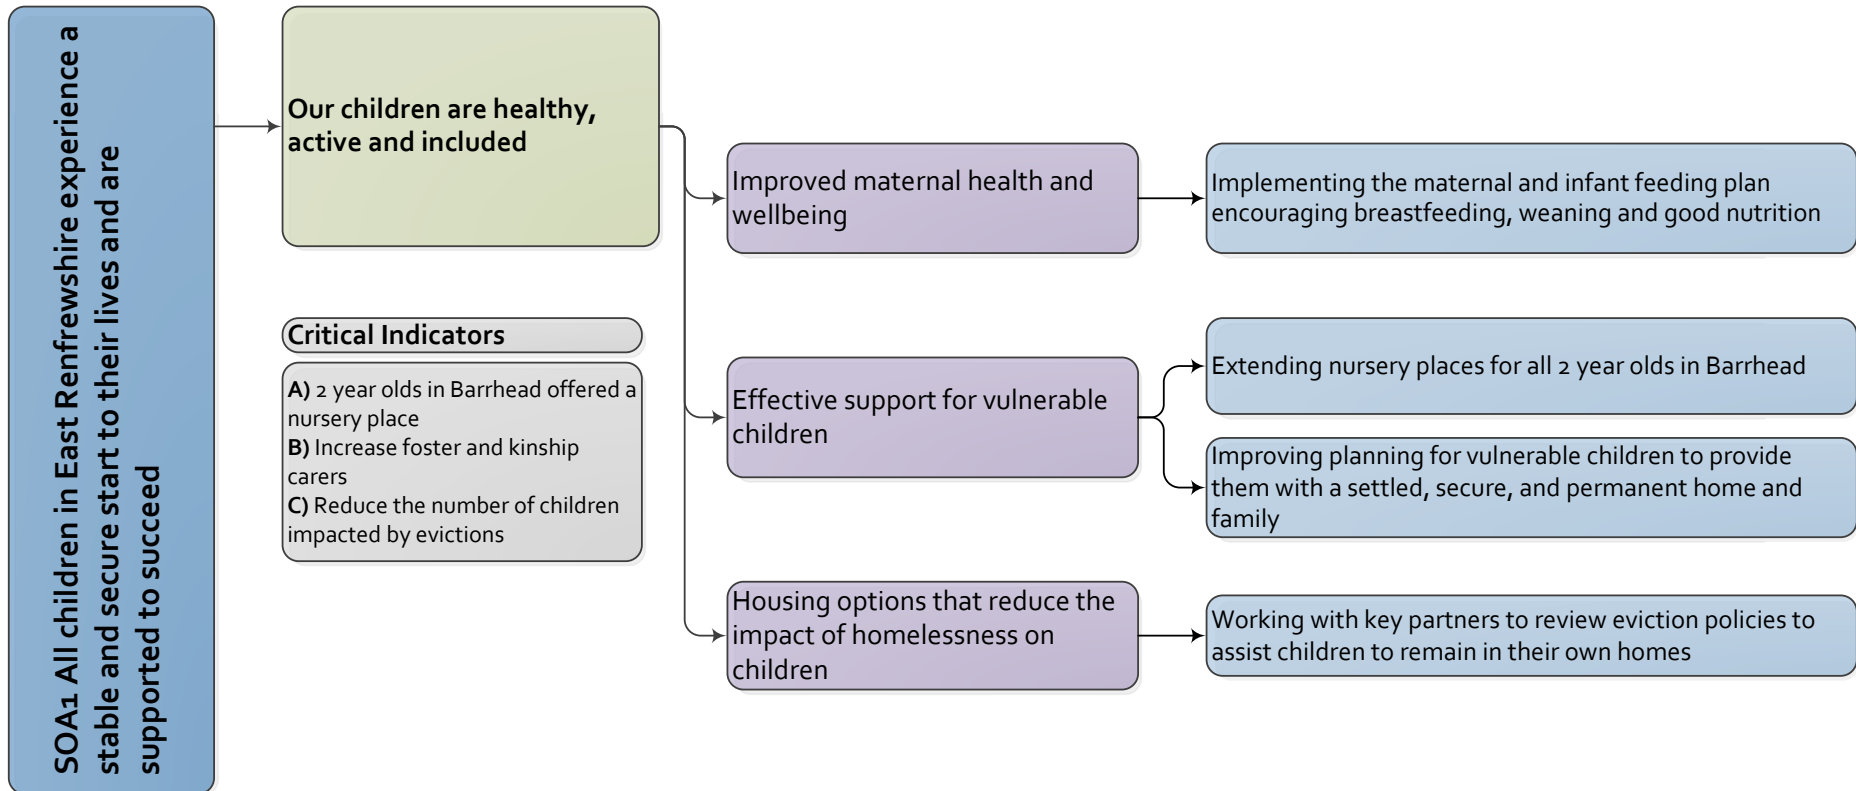 SOA1 All children in East Renfrewshire experience a
stable and secure start to their lives and are
supported to succeed
Our children are healthy,
active and included
Critical Indicators
A) 2 year olds in Barrhead offered a
nursery place
B) Increase foster and kinship
carers
C) Reduce the number of children
impacted by evictions
Improved maternal health and
wellbeing
Effective support for vulnerable
children
Housing options that reduce the
impact of homelessness on
children
Implementing the maternal and infant feeding plan
encouraging breastfeeding, weaning and good nutrition
Extending nursery places for all 2 year olds in Barrhead
Improving planning for vulnerable children to provide
them with a settled, secure, and permanent home and
family
Working with key partners to review eviction policies to
assist children to remain in their own homes